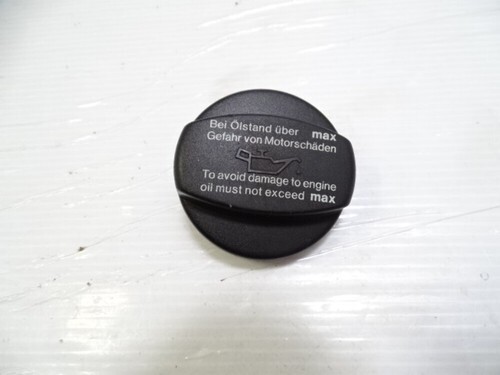 Bei Ölstand über max
Gefahr von Motorschäden
To avoid damage to engine
oil must not exceed max